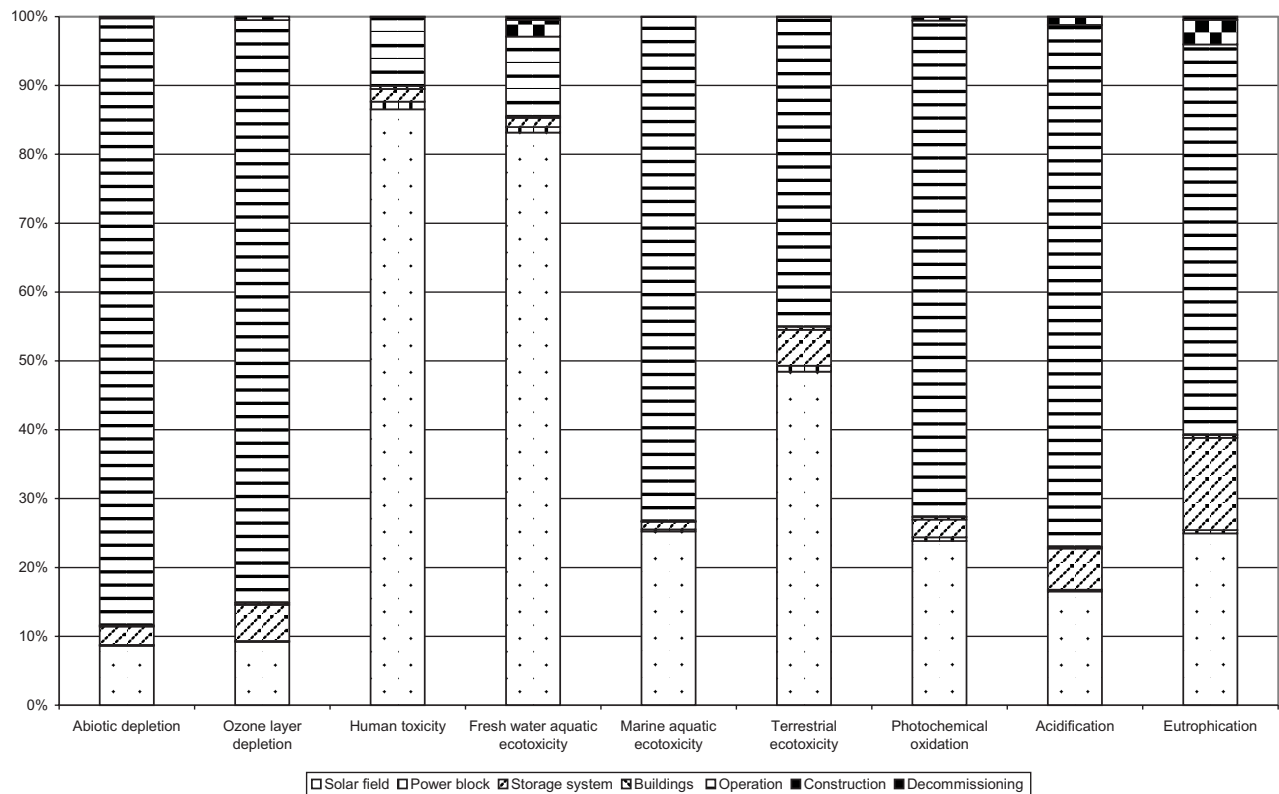 100%
90%
80%
70%
60%
50%
40%
30%
20%
10%
0%
Abiotic depletion
Ozone layer
depletion
Human toxicity
Fresh water aquatic
ecotoxicity
Marine aquatic
ecotoxicity
Terrestrial
ecotoxicity
Photochemical
oxidation
Acidification
Eutrophication
Solar field Power block Storage system Buildings Operation Construction Decommissioning